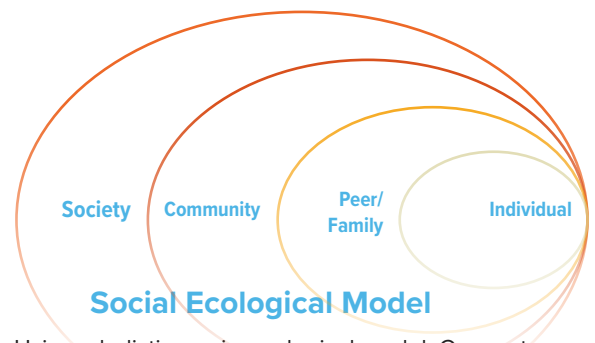 Society
Community
Peer/
Family
Individual
Social Ecological Model